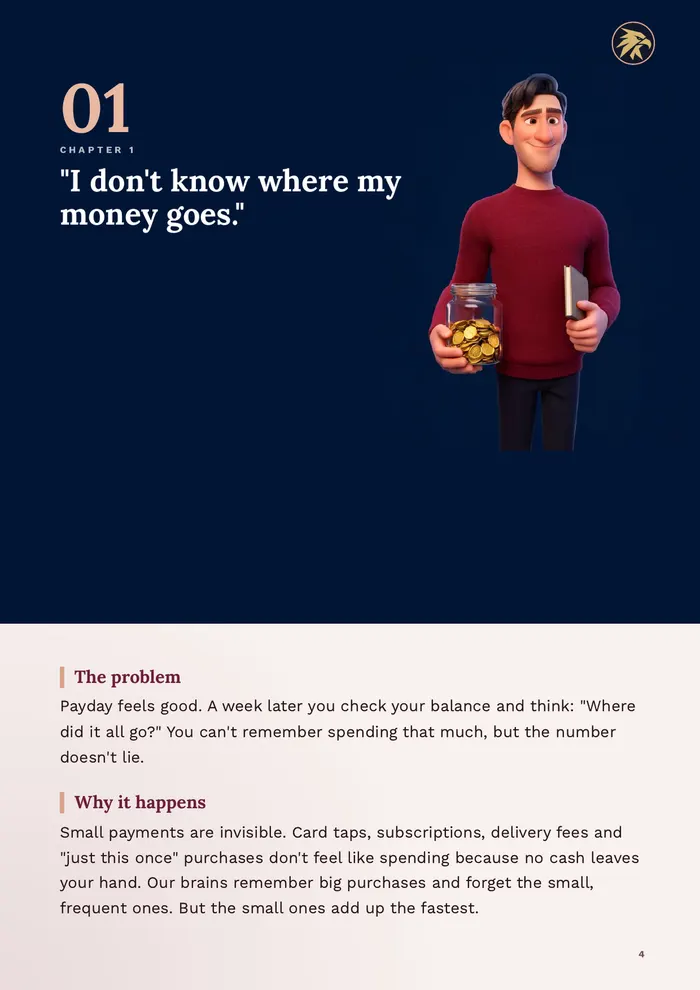 01
CHAPTER 1
"I don't know where my
money goes."
The problem
Payday feels good. A week later you check your balance and think: "Where
did it all go?" You can't remember spending that much, but the number
doesn't lie.
Why it happens
Small payments are invisible. Card taps, subscriptions, delivery fees and
"just this once" purchases don't feel like spending because no cash leaves
your hand. Our brains remember big purchases and forget the small,
frequent ones. But the small ones add up the fastest.
4